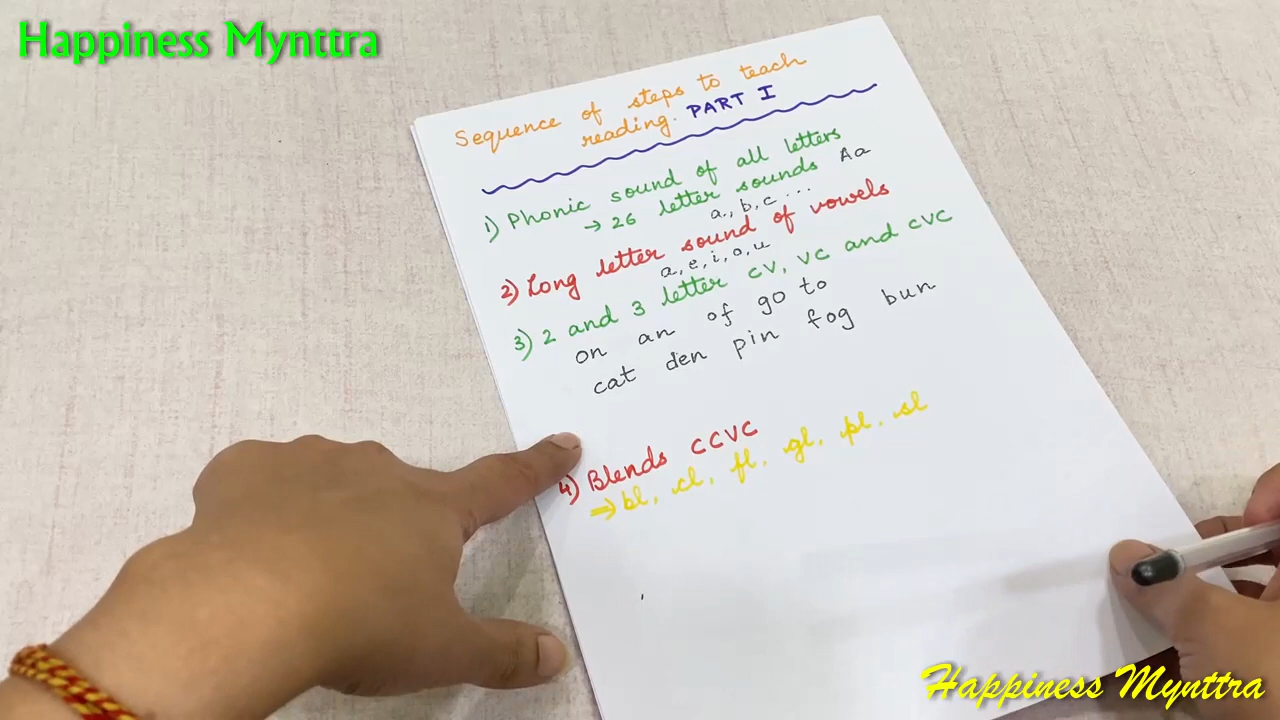 Happiness Mynttra
Sequence of steps to teach
reading. PART I
1) Phonic sound of all letters
→ 26 letter sounds Aa
a, b, c ...
2) Long letter sound of vowels
a, e, i, o, u
3) 2 and 3 letter CV, VC and CVC
on an of go to
cat den pin fog bun
4) Blends CCVC
→ bl, cl, fl, gl, pl, sl
Happiness Mynttra